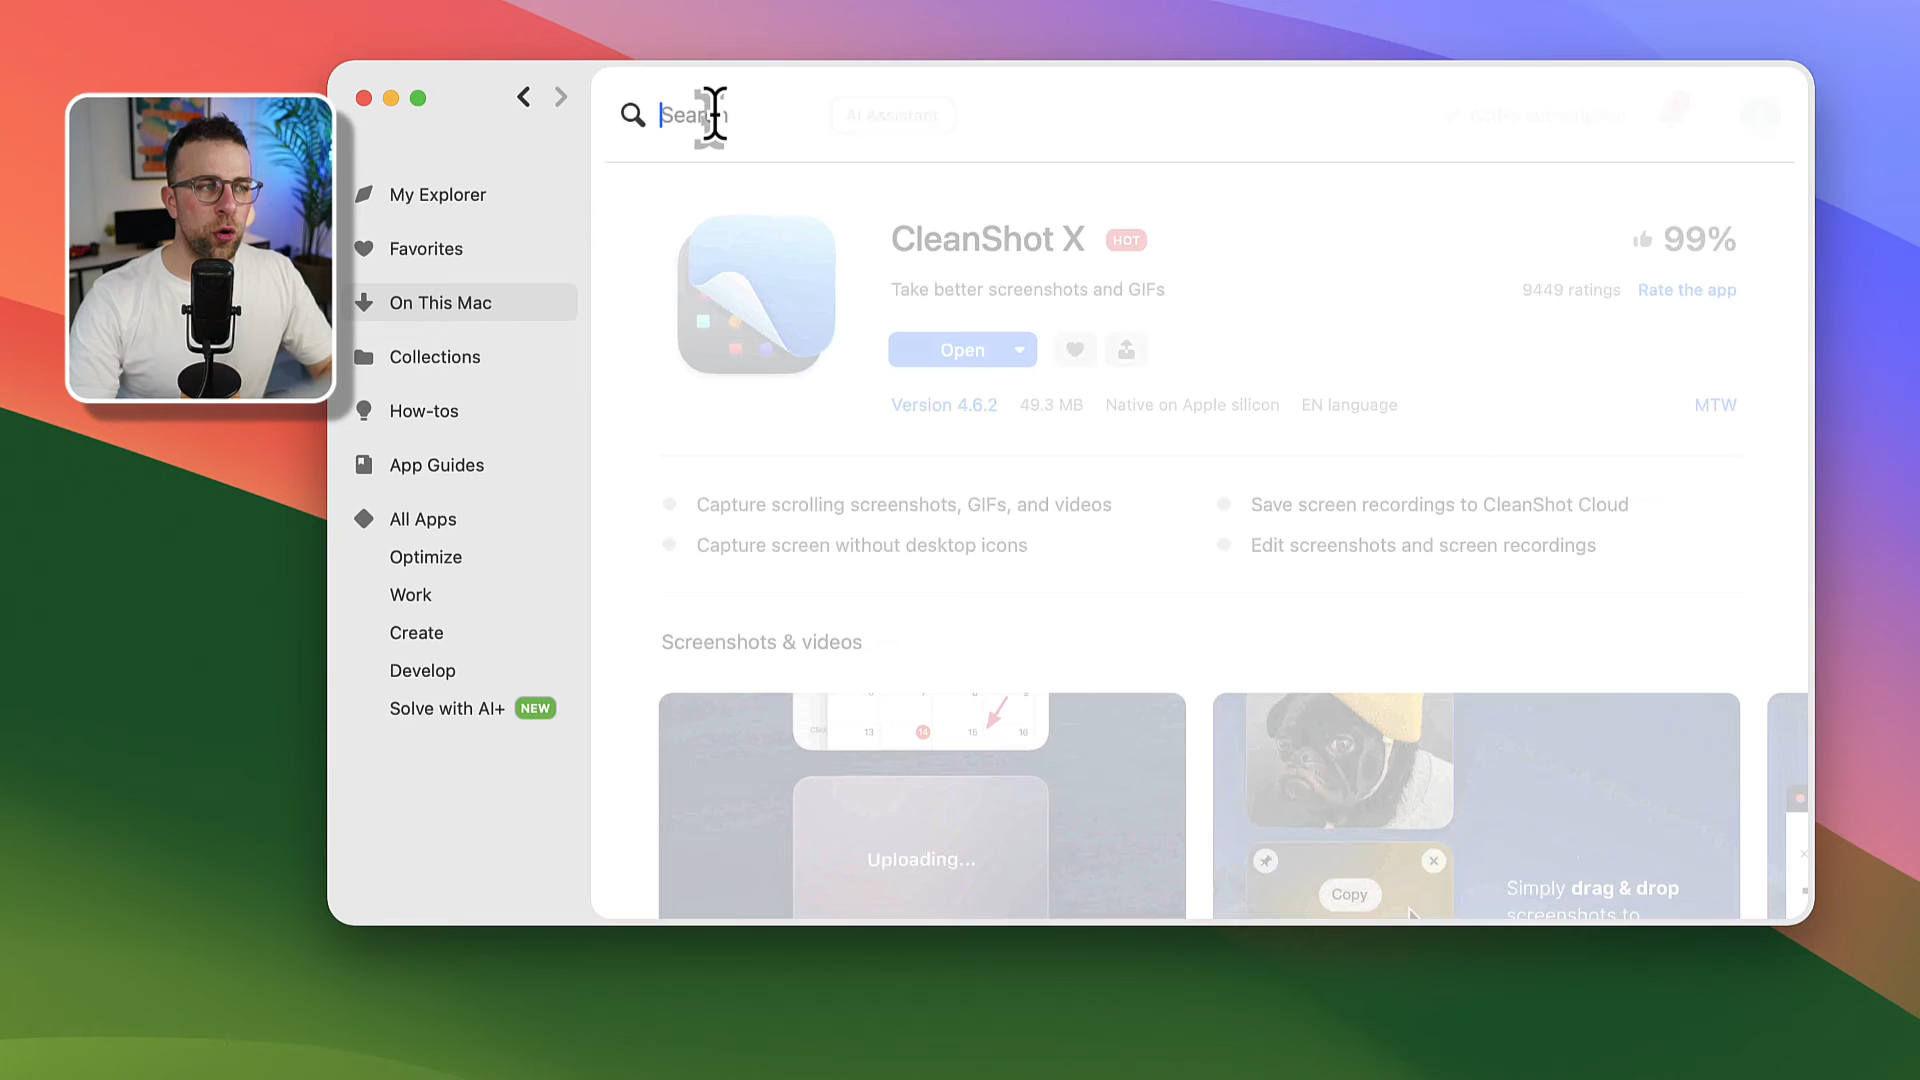 Search
AI Assistant
Active subscription
My Explorer
Favorites
On This Mac
Collections
How-tos
App Guides
All Apps
Optimize
Work
Create
Develop
Solve with AI+ NEW
CleanShot X HOT
99%
Take better screenshots and GIFs
9449 ratings Rate the app
Open
Version 4.6.2 49.3 MB Native on Apple silicon EN language MTW
Capture scrolling screenshots, GIFs, and videos
Save screen recordings to CleanShot Cloud
Capture screen without desktop icons
Edit screenshots and screen recordings
Screenshots & videos
13 14 15 16
Uploading...
Copy
Simply drag & drop
screenshots to